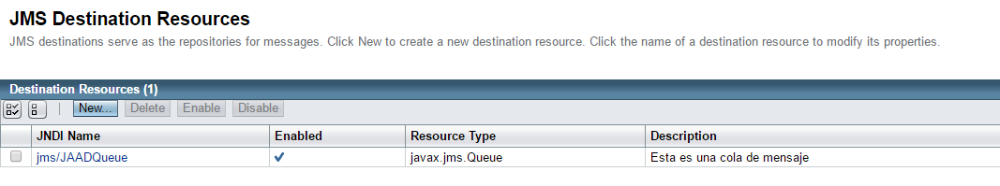 JMS Destination Resources
JMS destinations serve as the repositories for messages. Click New to create a new destination resource. Click the name of a destination resource to modify its properties.
Destination Resources (1)
New... Delete Enable Disable
JNDI Name Enabled Resource Type Description
jms/JAADQueue javax.jms.Queue Esta es una cola de mensaje